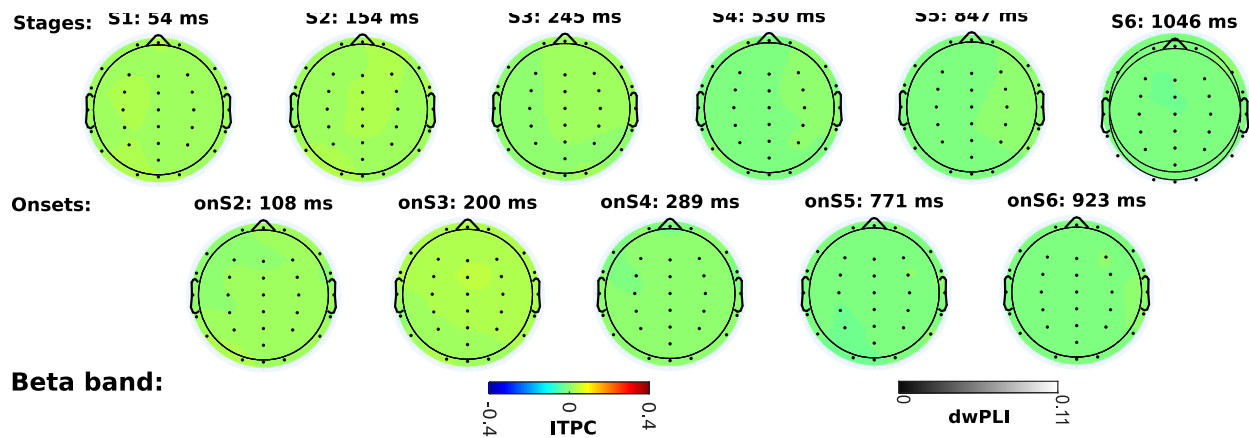 Stages:
S1: 54 ms
S2: 154 ms
S3: 245 ms
S4: 530 ms
S5: 847 ms
S6: 1046 ms
Onsets:
onS2: 108 ms
onS3: 200 ms
onS4: 289 ms
onS5: 771 ms
onS6: 923 ms
Beta band:
-0.4
0
0.4
ITPC
0
0.11
dwPLI